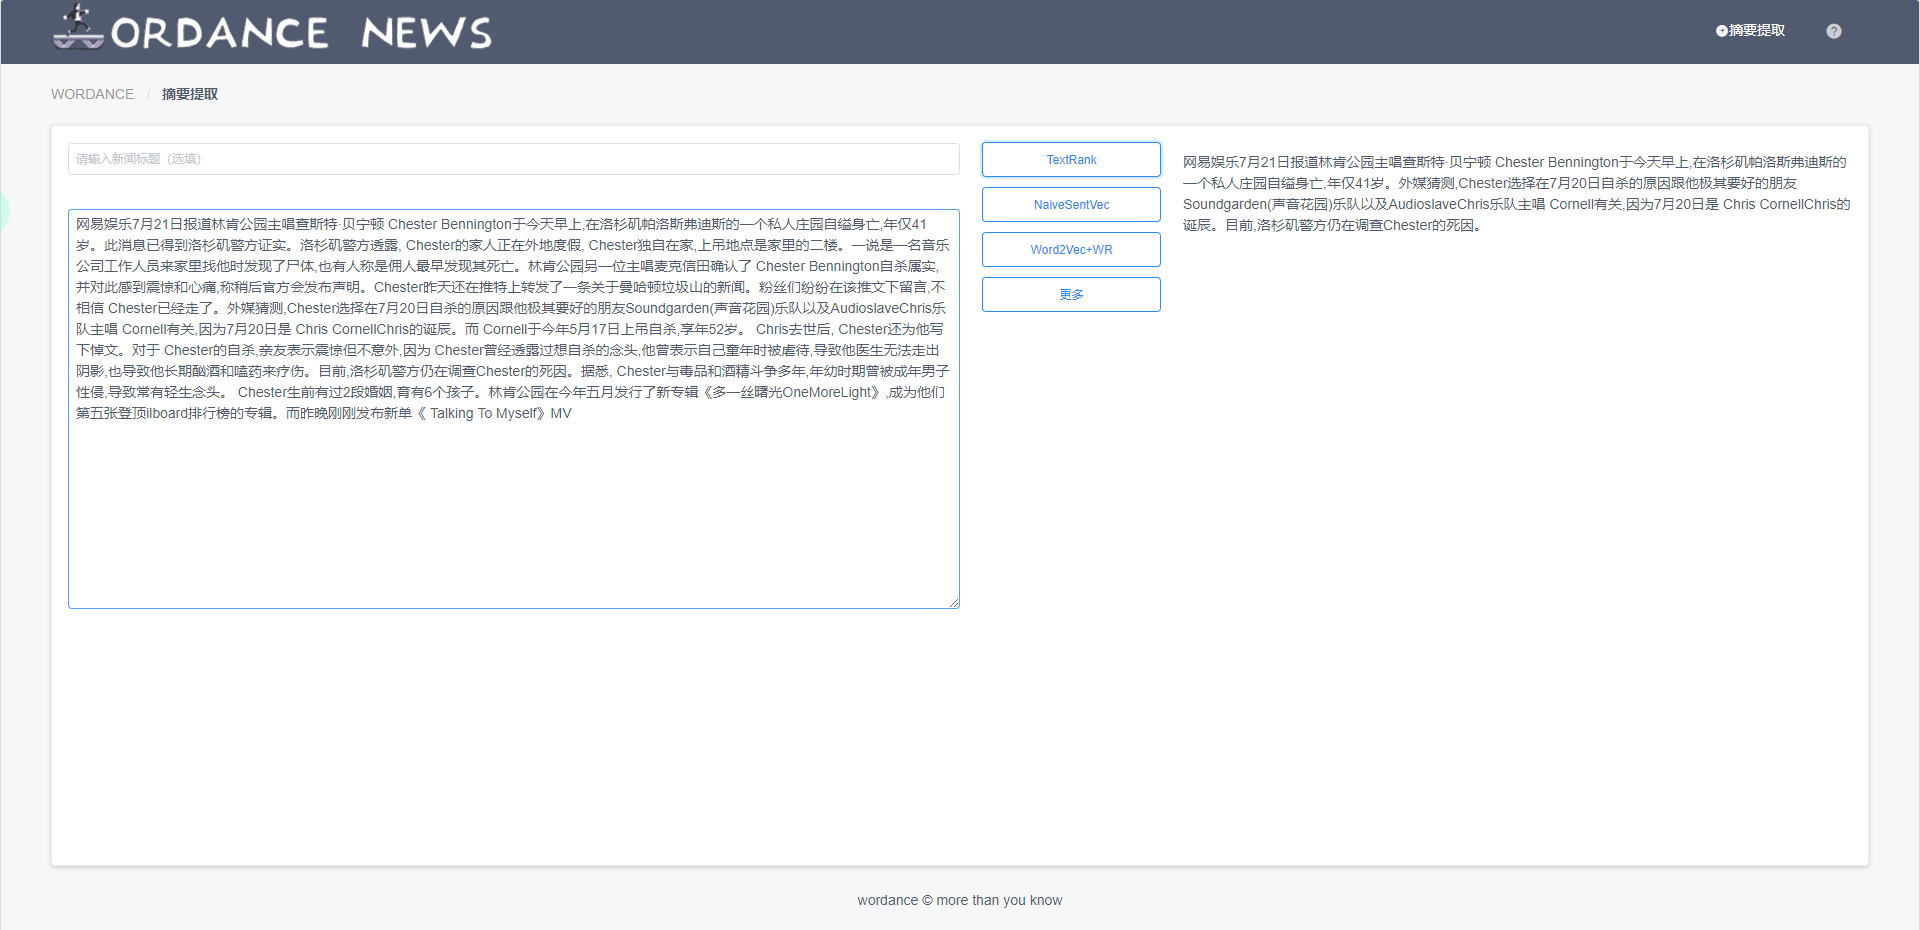 ORDANCE NEWS
摘要提取
WORDANCE / 摘要提取
请输入新闻标题（选填）
网易娱乐7月21日报道林肯公园主唱查斯特·贝宁顿 Chester Bennington于今天早上,在洛杉矶帕洛斯弗迪斯的一个私人庄园自缢身亡,年仅41
岁。此消息已得到洛杉矶警方证实。洛杉矶警方透露, Chester的家人正在外地度假, Chester独自在家,上吊地点是家里的二楼。一说是一名音乐
公司工作人员来家里找他时发现了尸体,也有人称是佣人最早发现其死亡。林肯公园另一位主唱麦克信田确认了 Chester Bennington自杀属实,
并对此感到震惊和心痛,称稍后官方会发布声明。Chester昨天还在推特上转发了一条关于曼哈顿垃圾山的新闻。粉丝们纷纷在该推文下留言,不
相信 Chester已经走了。外媒猜测,Chester选择在7月20日自杀的原因跟他极其要好的朋友Soundgarden(声音花园)乐队以及AudioslaveChris乐
队主唱 Cornell有关,因为7月20日是 Chris CornellChris的诞辰。而 Cornell于今年5月17日上吊自杀,享年52岁。 Chris去世后, Chester还为他写
下悼文。对于 Chester的自杀,亲友表示震惊但不意外,因为 Chester曾经透露过想自杀的念头,他曾表示自己童年时被虐待,导致他医生无法走出
阴影,也导致他长期酗酒和嗑药来疗伤。目前,洛杉矶警方仍在调查Chester的死因。据悉, Chester与毒品和酒精斗争多年,年幼时期曾被成年男子
性侵,导致常有轻生念头。 Chester生前有过2段婚姻,育有6个孩子。林肯公园在今年五月发行了新专辑《多一丝曙光OneMoreLight》,成为他们
第五张登顶ilboard排行榜的专辑。而昨晚刚刚发布新单《 Talking To Myself》MV
TextRank
NaiveSentVec
Word2Vec+WR
更多
网易娱乐7月21日报道林肯公园主唱查斯特·贝宁顿 Chester Bennington于今天早上,在洛杉矶帕洛斯弗迪斯的
一个私人庄园自缢身亡,年仅41岁。外媒猜测,Chester选择在7月20日自杀的原因跟他极其要好的朋友
Soundgarden(声音花园)乐队以及AudioslaveChris乐队主唱 Cornell有关,因为7月20日是 Chris CornellChris的
诞辰。目前,洛杉矶警方仍在调查Chester的死因。
wordance © more than you know